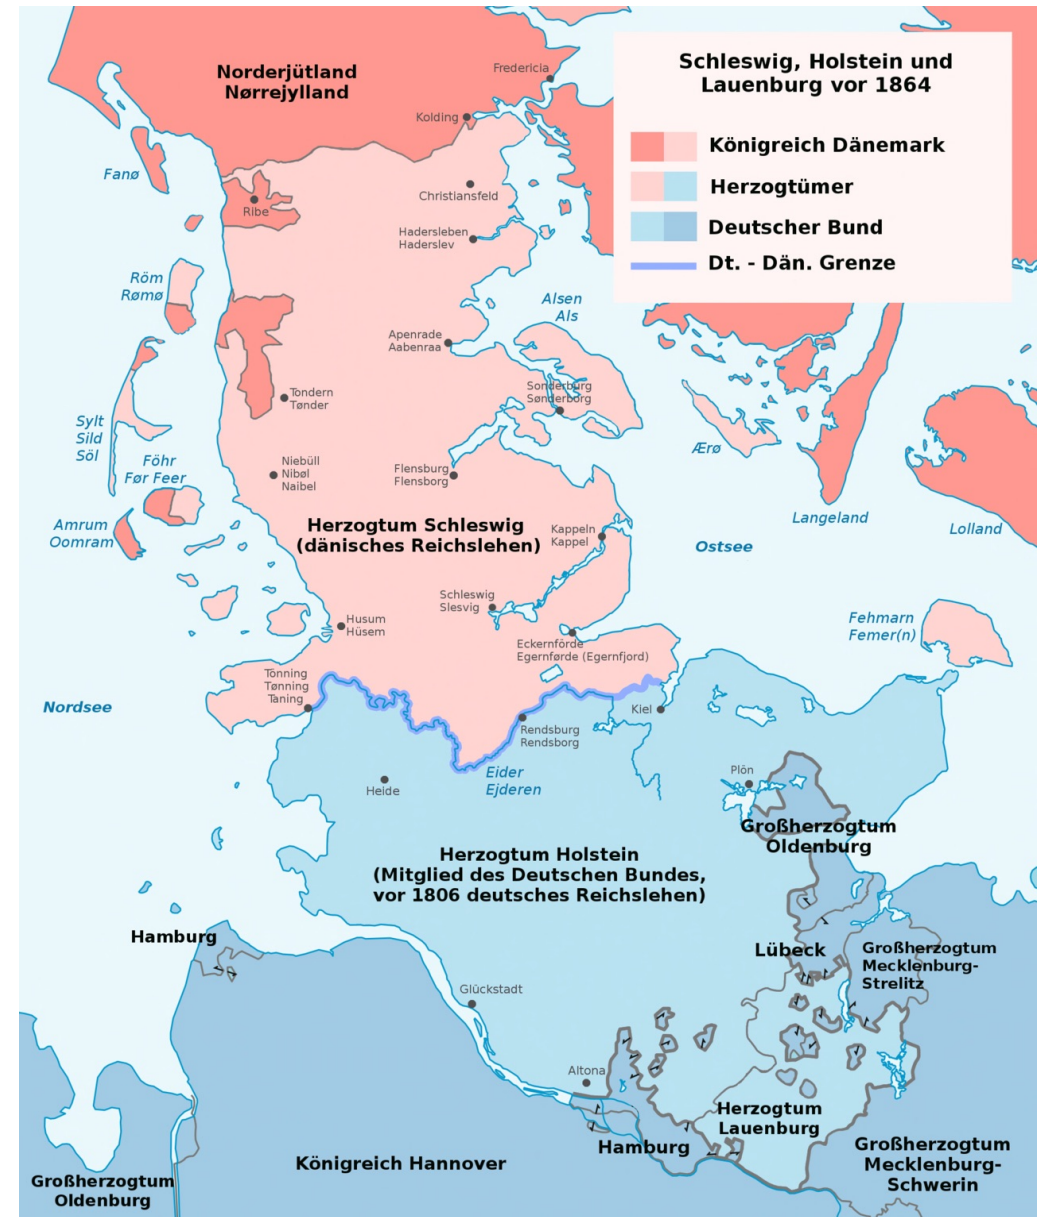 Schleswig, Holstein und
Lauenburg vor 1864
Königreich Dänemark
Herzogtümer
Deutscher Bund
Dt. - Dän. Grenze
Norderjütland
Nørrejylland
Fredericia
Kolding
Fanø
Christiansfeld
Ribe
Hadersleben
Haderslev
Röm
Rømø
Alsen
Als
Apenrade
Aabenraa
Sonderburg
Sønderborg
Tondern
Tønder
Sylt
Sild
Söl
Ærø
Föhr
Før Feer
Niebüll
Nibøl
Naibel
Flensburg
Flensborg
Langeland
Lolland
Amrum
Oomram
Herzogtum Schleswig
(dänisches Reichslehen)
Kappeln
Kappel
Ostsee
Schleswig
Slesvig
Husum
Hüsem
Fehmarn
Femer(n)
Eckernförde
Egernførde (Egernfjord)
Tönning
Tønning
Taning
Nordsee
Kiel
Rendsburg
Rendsborg
Eider
Ejderen
Heide
Plön
Großherzogtum
Oldenburg
Herzogtum Holstein
(Mitglied des Deutschen Bundes,
vor 1806 deutsches Reichslehen)
Hamburg
Lübeck
Großherzogtum
Mecklenburg-
Strelitz
Glückstadt
Altona
Herzogtum
Lauenburg
Hamburg
Königreich Hannover
Großherzogtum
Mecklenburg-
Schwerin
Großherzogtum
Oldenburg